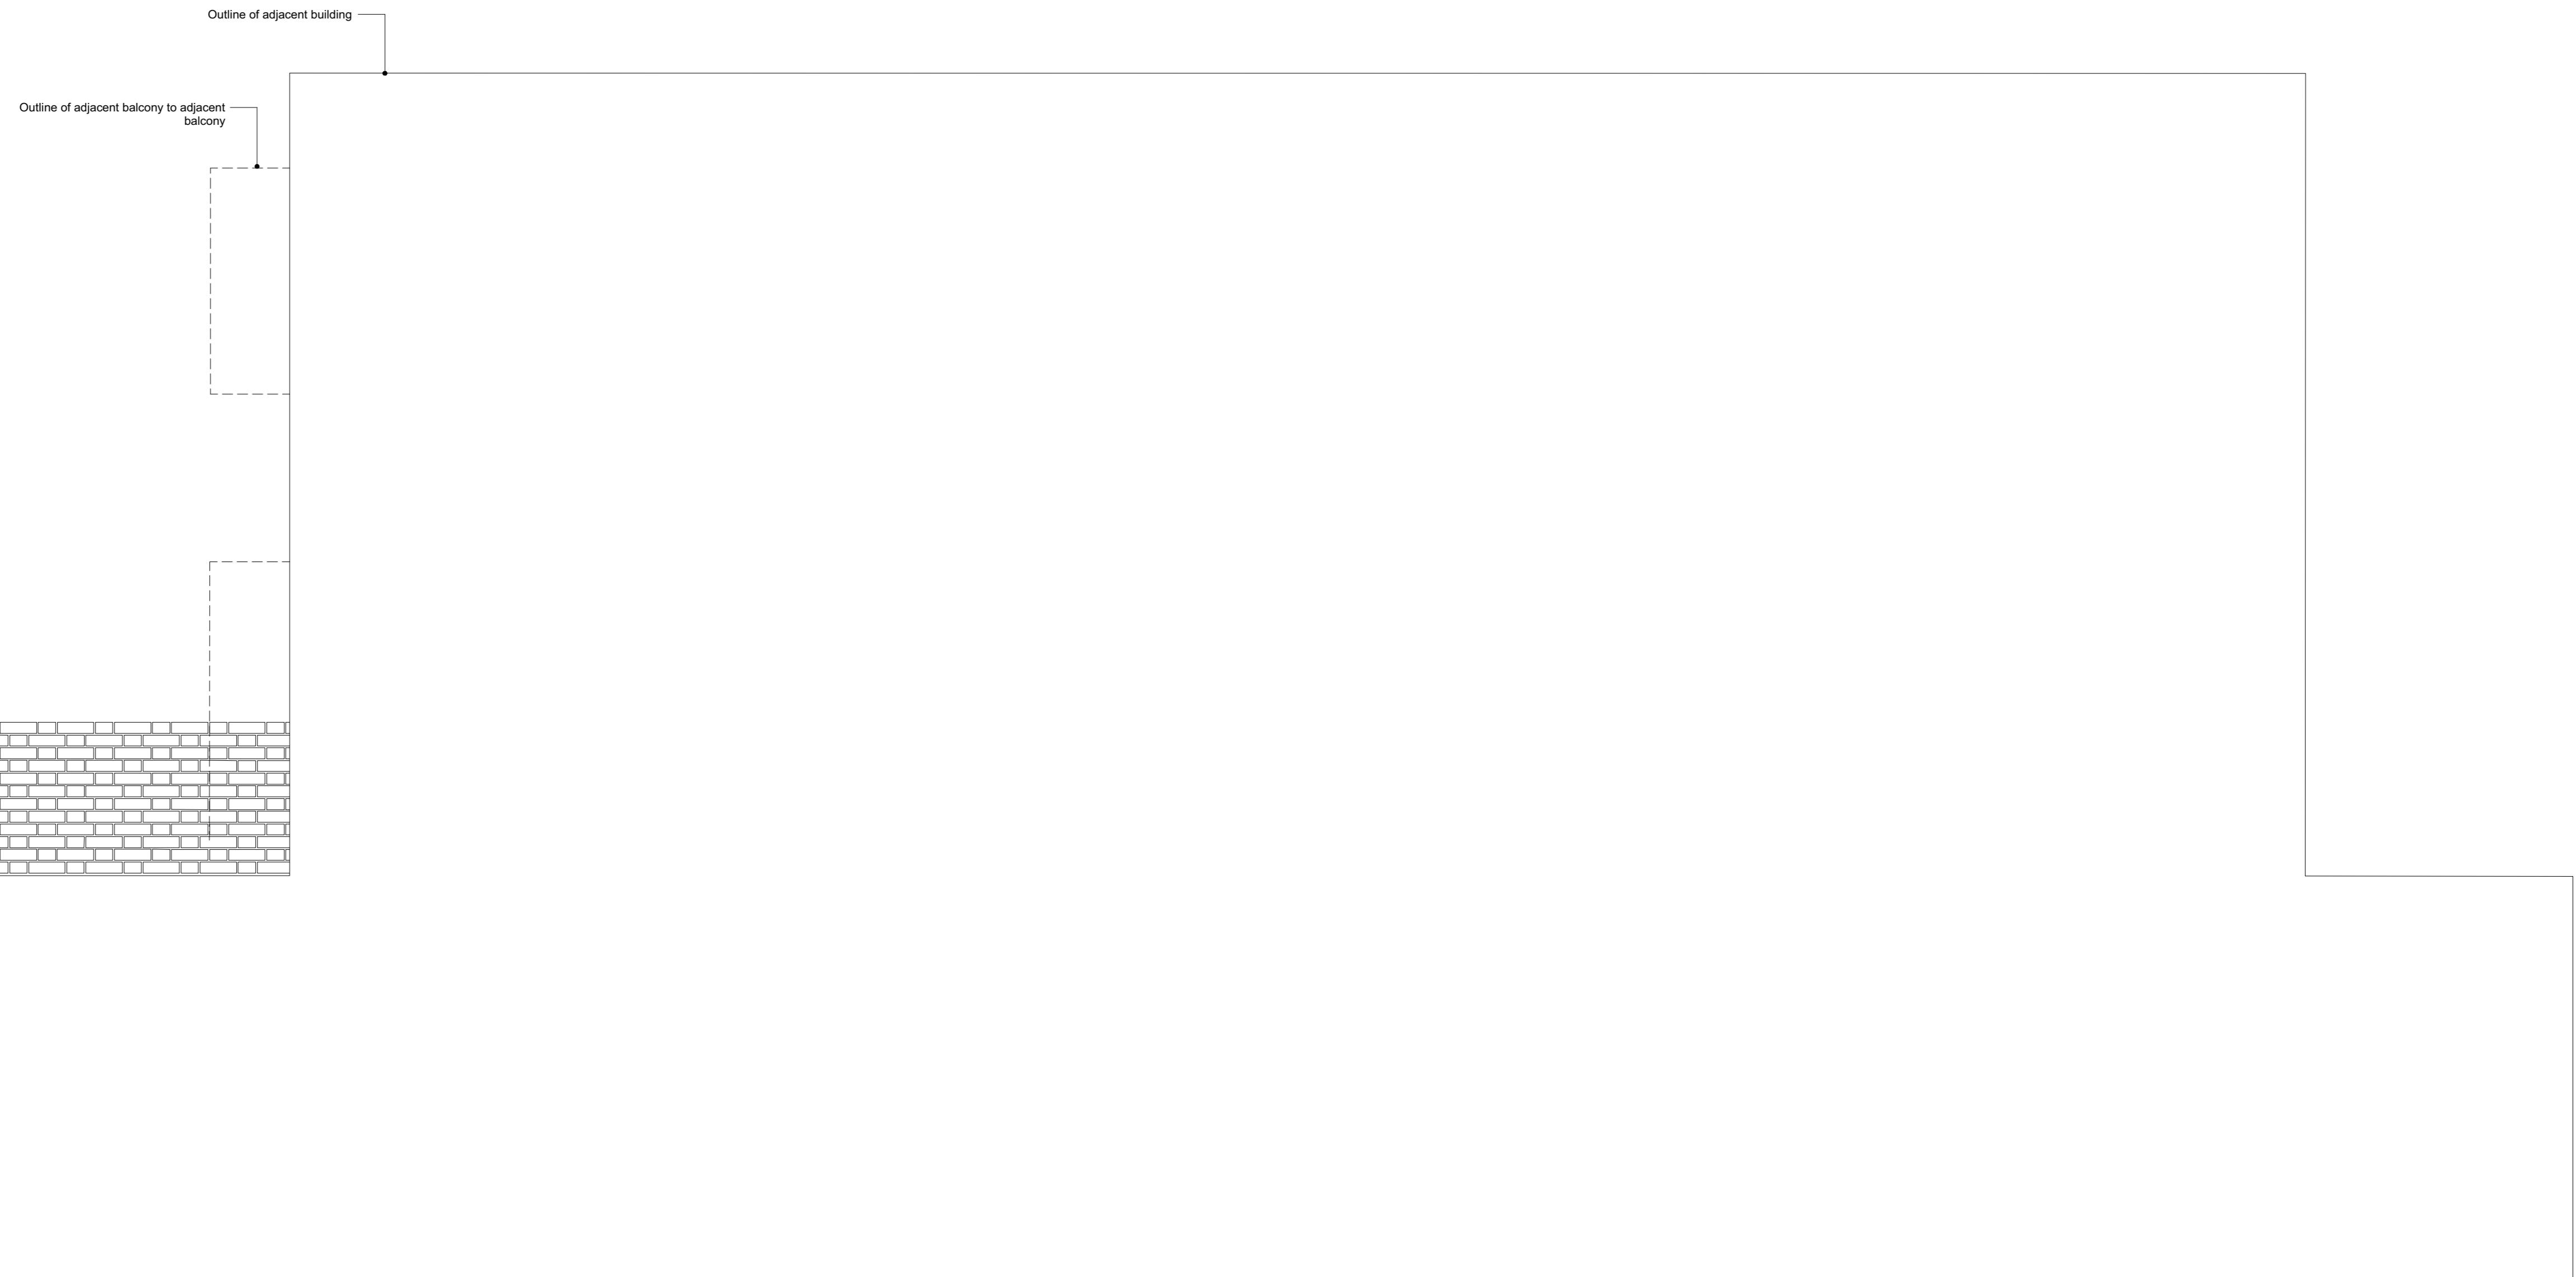 Outline of adjacent building
Outline of adjacent balcony to adjacent
balcony